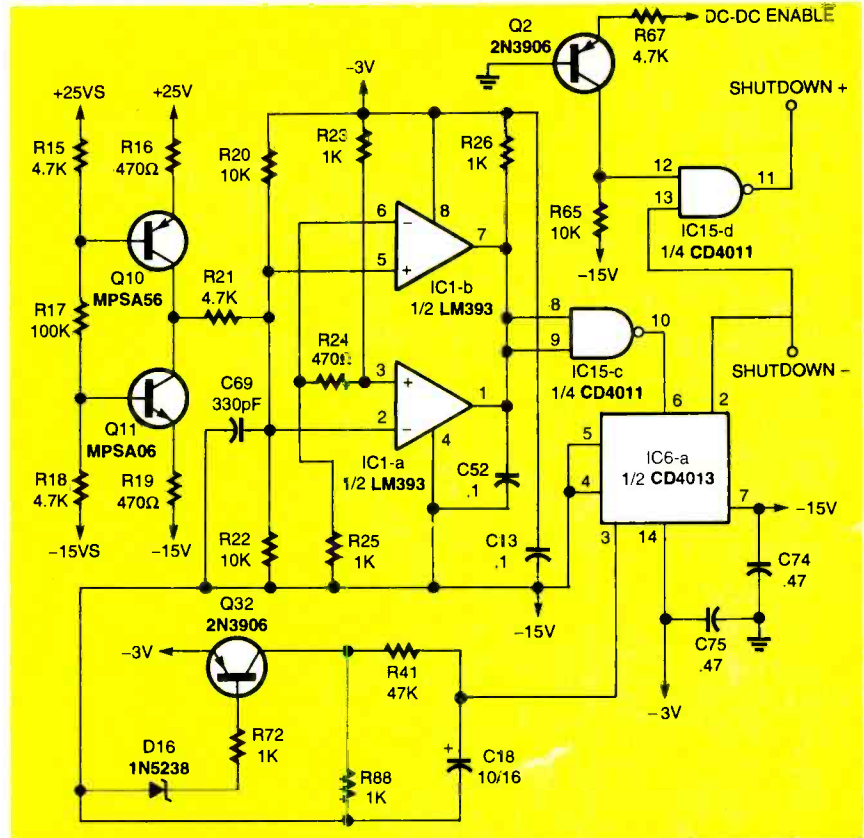 Q2
2N3906
R67
4.7K
DC-DC ENABLE
+25VS
+25V
-3V
SHUTDOWN +
R15
4.7K
R16
470Ω
R20
10K
R23
1K
R26
1K
12
13
11
R65
10K
IC15-d
1/4 CD4011
-15V
6
5
8
7
IC1-b
1/2 LM393
Q10
MPSA56
R21
4.7K
R17
100K
R24
470Ω
8
9
10
IC15-c
1/4 CD4011
SHUTDOWN -
C69
330pF
3
2
1
4
IC1-a
1/2 LM393
Q11
MPSA06
6
2
5
4
IC6-a
1/2 CD4013
7
-15V
3
14
R18
4.7K
R19
470Ω
C52
.1
-15VS
-15V
R22
10K
R25
1K
C13
.1
C74
.47
-15V
C75
.47
-3V
Q32
2N3906
-3V
R41
47K
R72
1K
D16
1N5238
R88
1K
+
C18
10/16